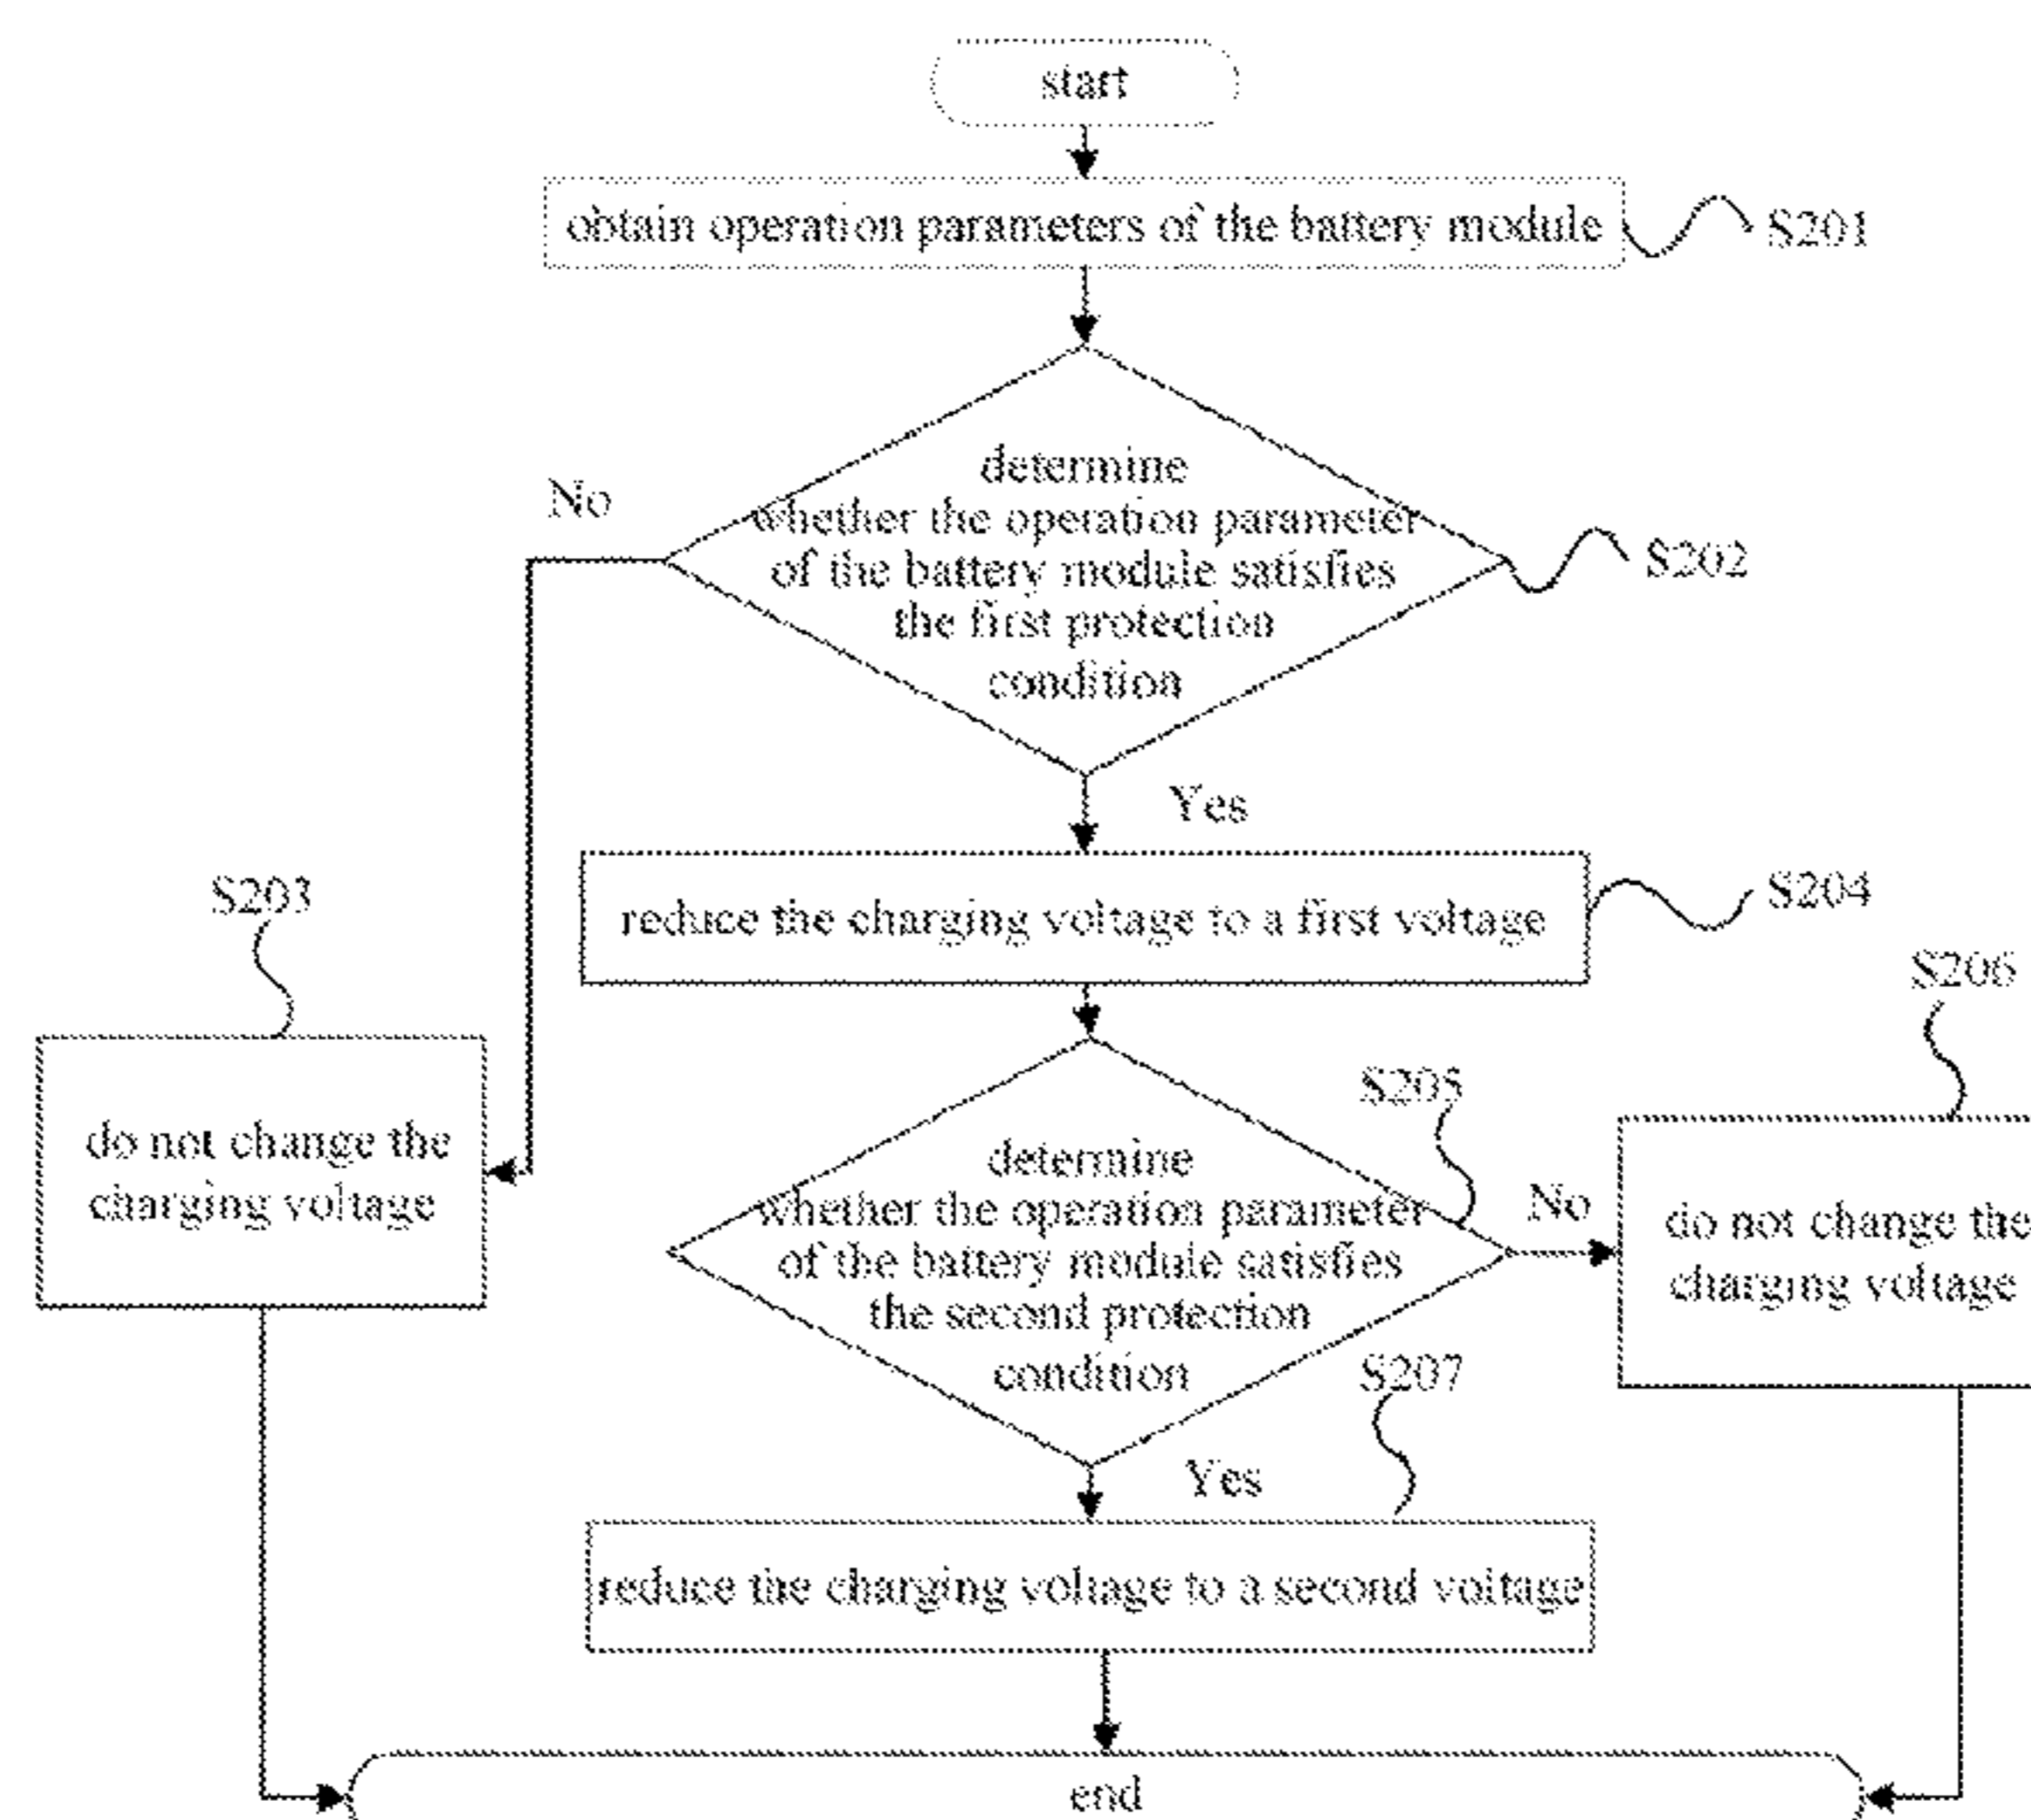 start
obtain operation parameters of the battery module
S201
determine
whether the operation parameter
of the battery module satisfies
the first protection
condition
S202
No
Yes
reduce the charging voltage to a first voltage
S204
S203
do not change the
charging voltage
determine
whether the operation parameter
of the battery module satisfies
the second protection
condition
S205
No
S206
do not change the
charging voltage
Yes
S207
reduce the charging voltage to a second voltage
end